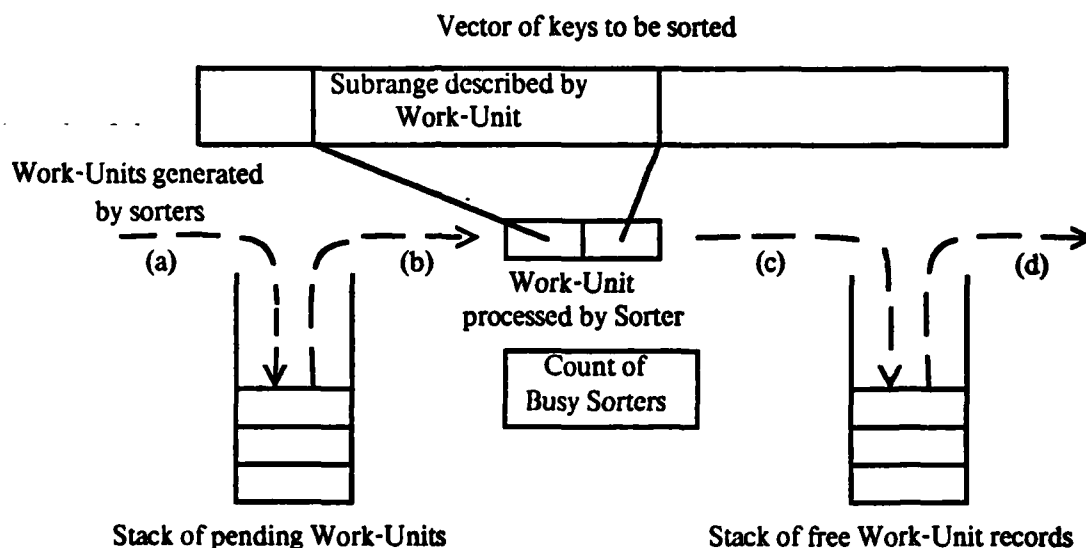 Vector of keys to be sorted
Subrange described by
Work-Unit
Work-Units generated
by sorters
(a)
(b)
(c)
(d)
Work-Unit
processed by Sorter
Count of
Busy Sorters
Stack of pending Work-Units
Stack of free Work-Unit records